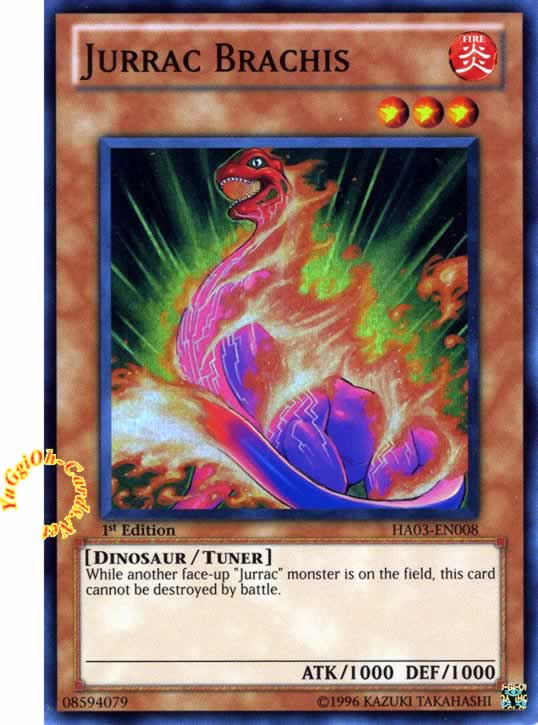 JURRAC BRACHIS
FIRE
炎
YuGgiOh-Cards.Net
1st Edition
HA03-EN008
[DINOSAUR / TUNER]
While another face-up "Jurrac" monster is on the field, this card
cannot be destroyed by battle.
ATK/1000 DEF/1000
08594079
©1996 KAZUKI TAKAHASHI